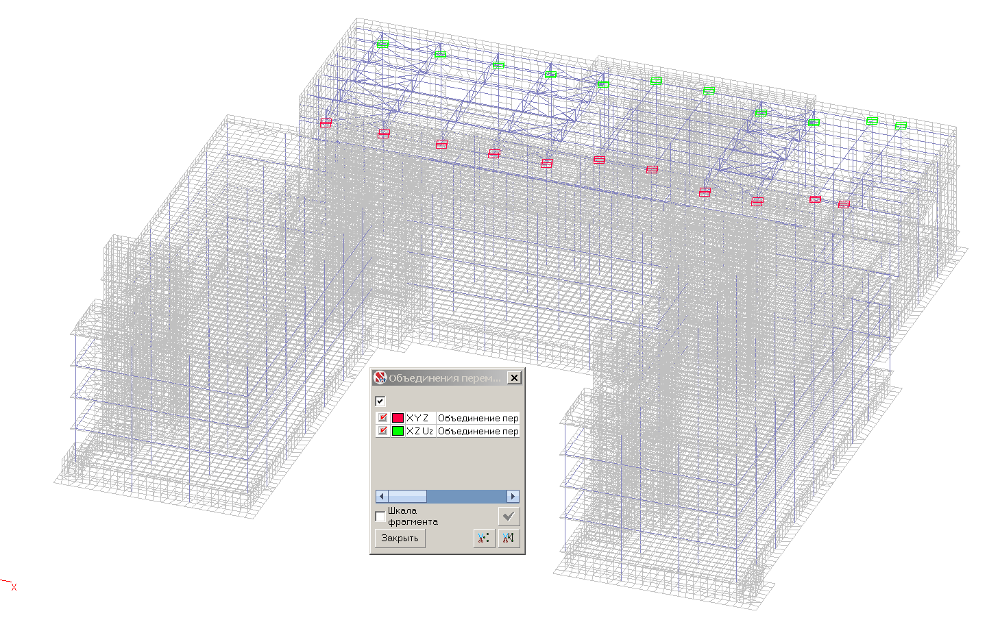 Объединения перем...
X Y Z Объединение пер
X Z Uz Объединение пер
Шкала
фрагмента
Закрыть
X